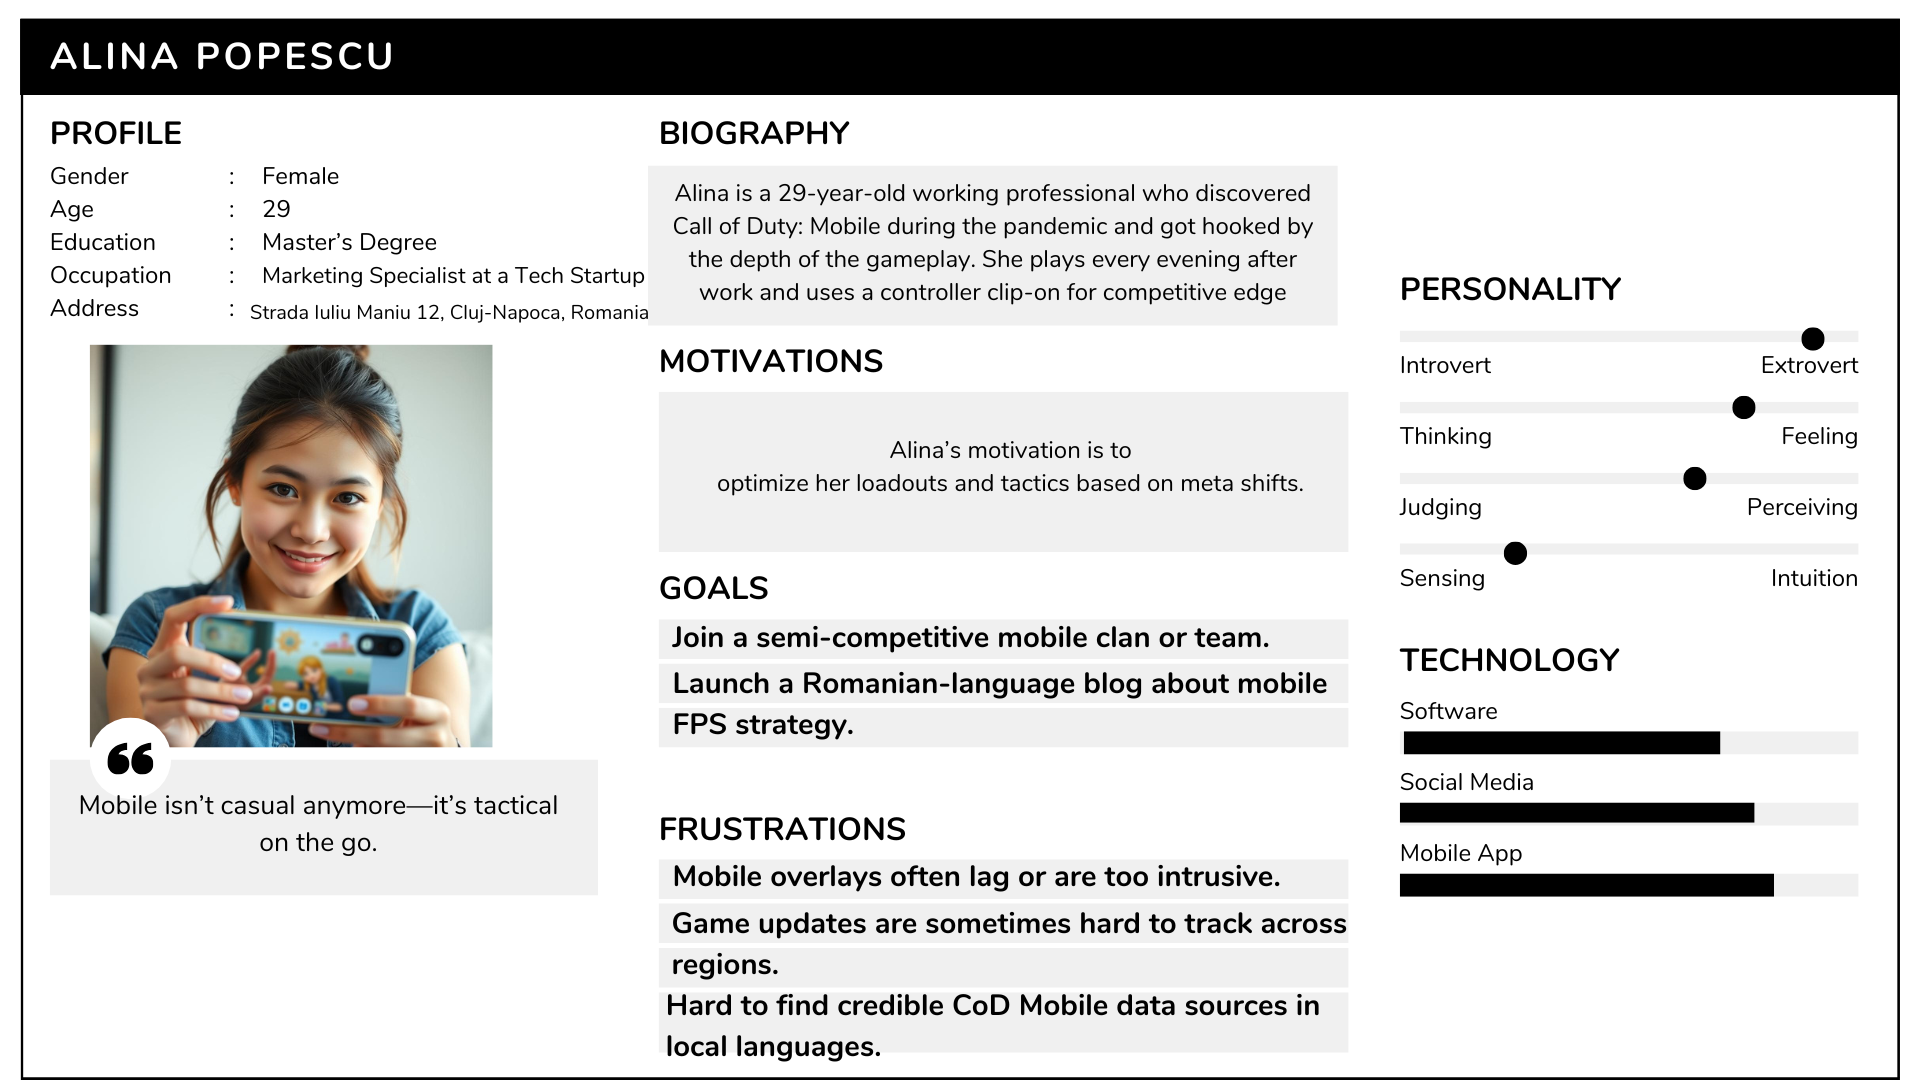 ALINA POPESCU
PROFILE
Gender : Female
Age : 29
Education : Master’s Degree
Occupation : Marketing Specialist at a Tech Startup
Address : Strada Iuliu Maniu 12, Cluj-Napoca, Romania
Mobile isn’t casual anymore—it’s tactical
on the go.
BIOGRAPHY
Alina is a 29-year-old working professional who discovered
Call of Duty: Mobile during the pandemic and got hooked by
the depth of the gameplay. She plays every evening after
work and uses a controller clip-on for competitive edge
MOTIVATIONS
Alina’s motivation is to
optimize her loadouts and tactics based on meta shifts.
GOALS
Join a semi-competitive mobile clan or team.
Launch a Romanian-language blog about mobile
FPS strategy.
FRUSTRATIONS
Mobile overlays often lag or are too intrusive.
Game updates are sometimes hard to track across
regions.
Hard to find credible CoD Mobile data sources in
local languages.
PERSONALITY
Introvert Extrovert
Thinking Feeling
Judging Perceiving
Sensing Intuition
TECHNOLOGY
Software
Social Media
Mobile App